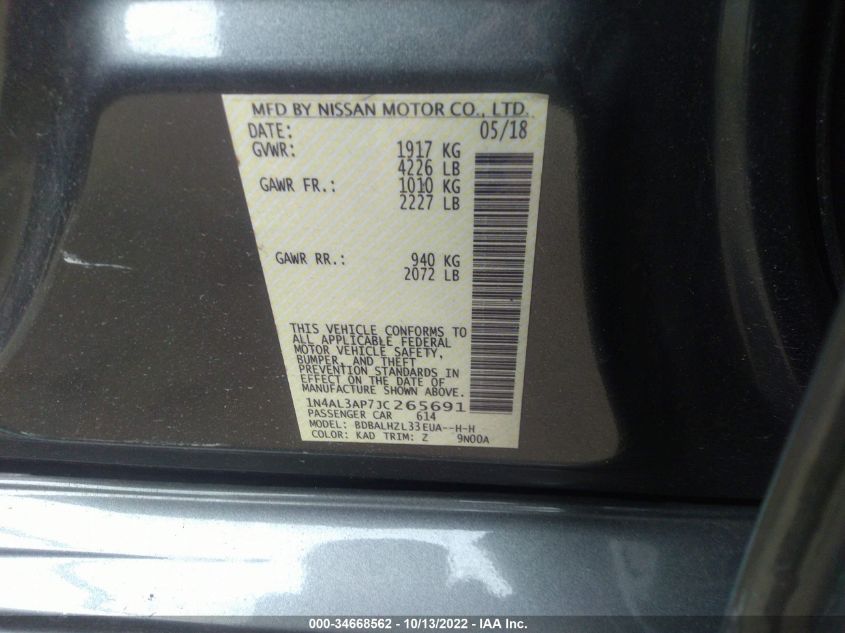 MFD BY NISSAN MOTOR CO., LTD.
DATE: 05/18
GVWR: 1917 KG
4226 LB
GAWR FR.: 1010 KG
2227 LB
GAWR RR.: 940 KG
2072 LB
THIS VEHICLE CONFORMS TO
ALL APPLICABLE FEDERAL
MOTOR VEHICLE SAFETY,
BUMPER, AND THEFT
PREVENTION STANDARDS IN
EFFECT ON THE DATE OF
MANUFACTURE SHOWN ABOVE.
1N4AL3AP7JC265691
PASSENGER CAR 614
MODEL: BDBALHZL33EUA--H-H
COLOR: KAD TRIM: Z 9N00A
000-34668562 - 10/13/2022 - IAA Inc.